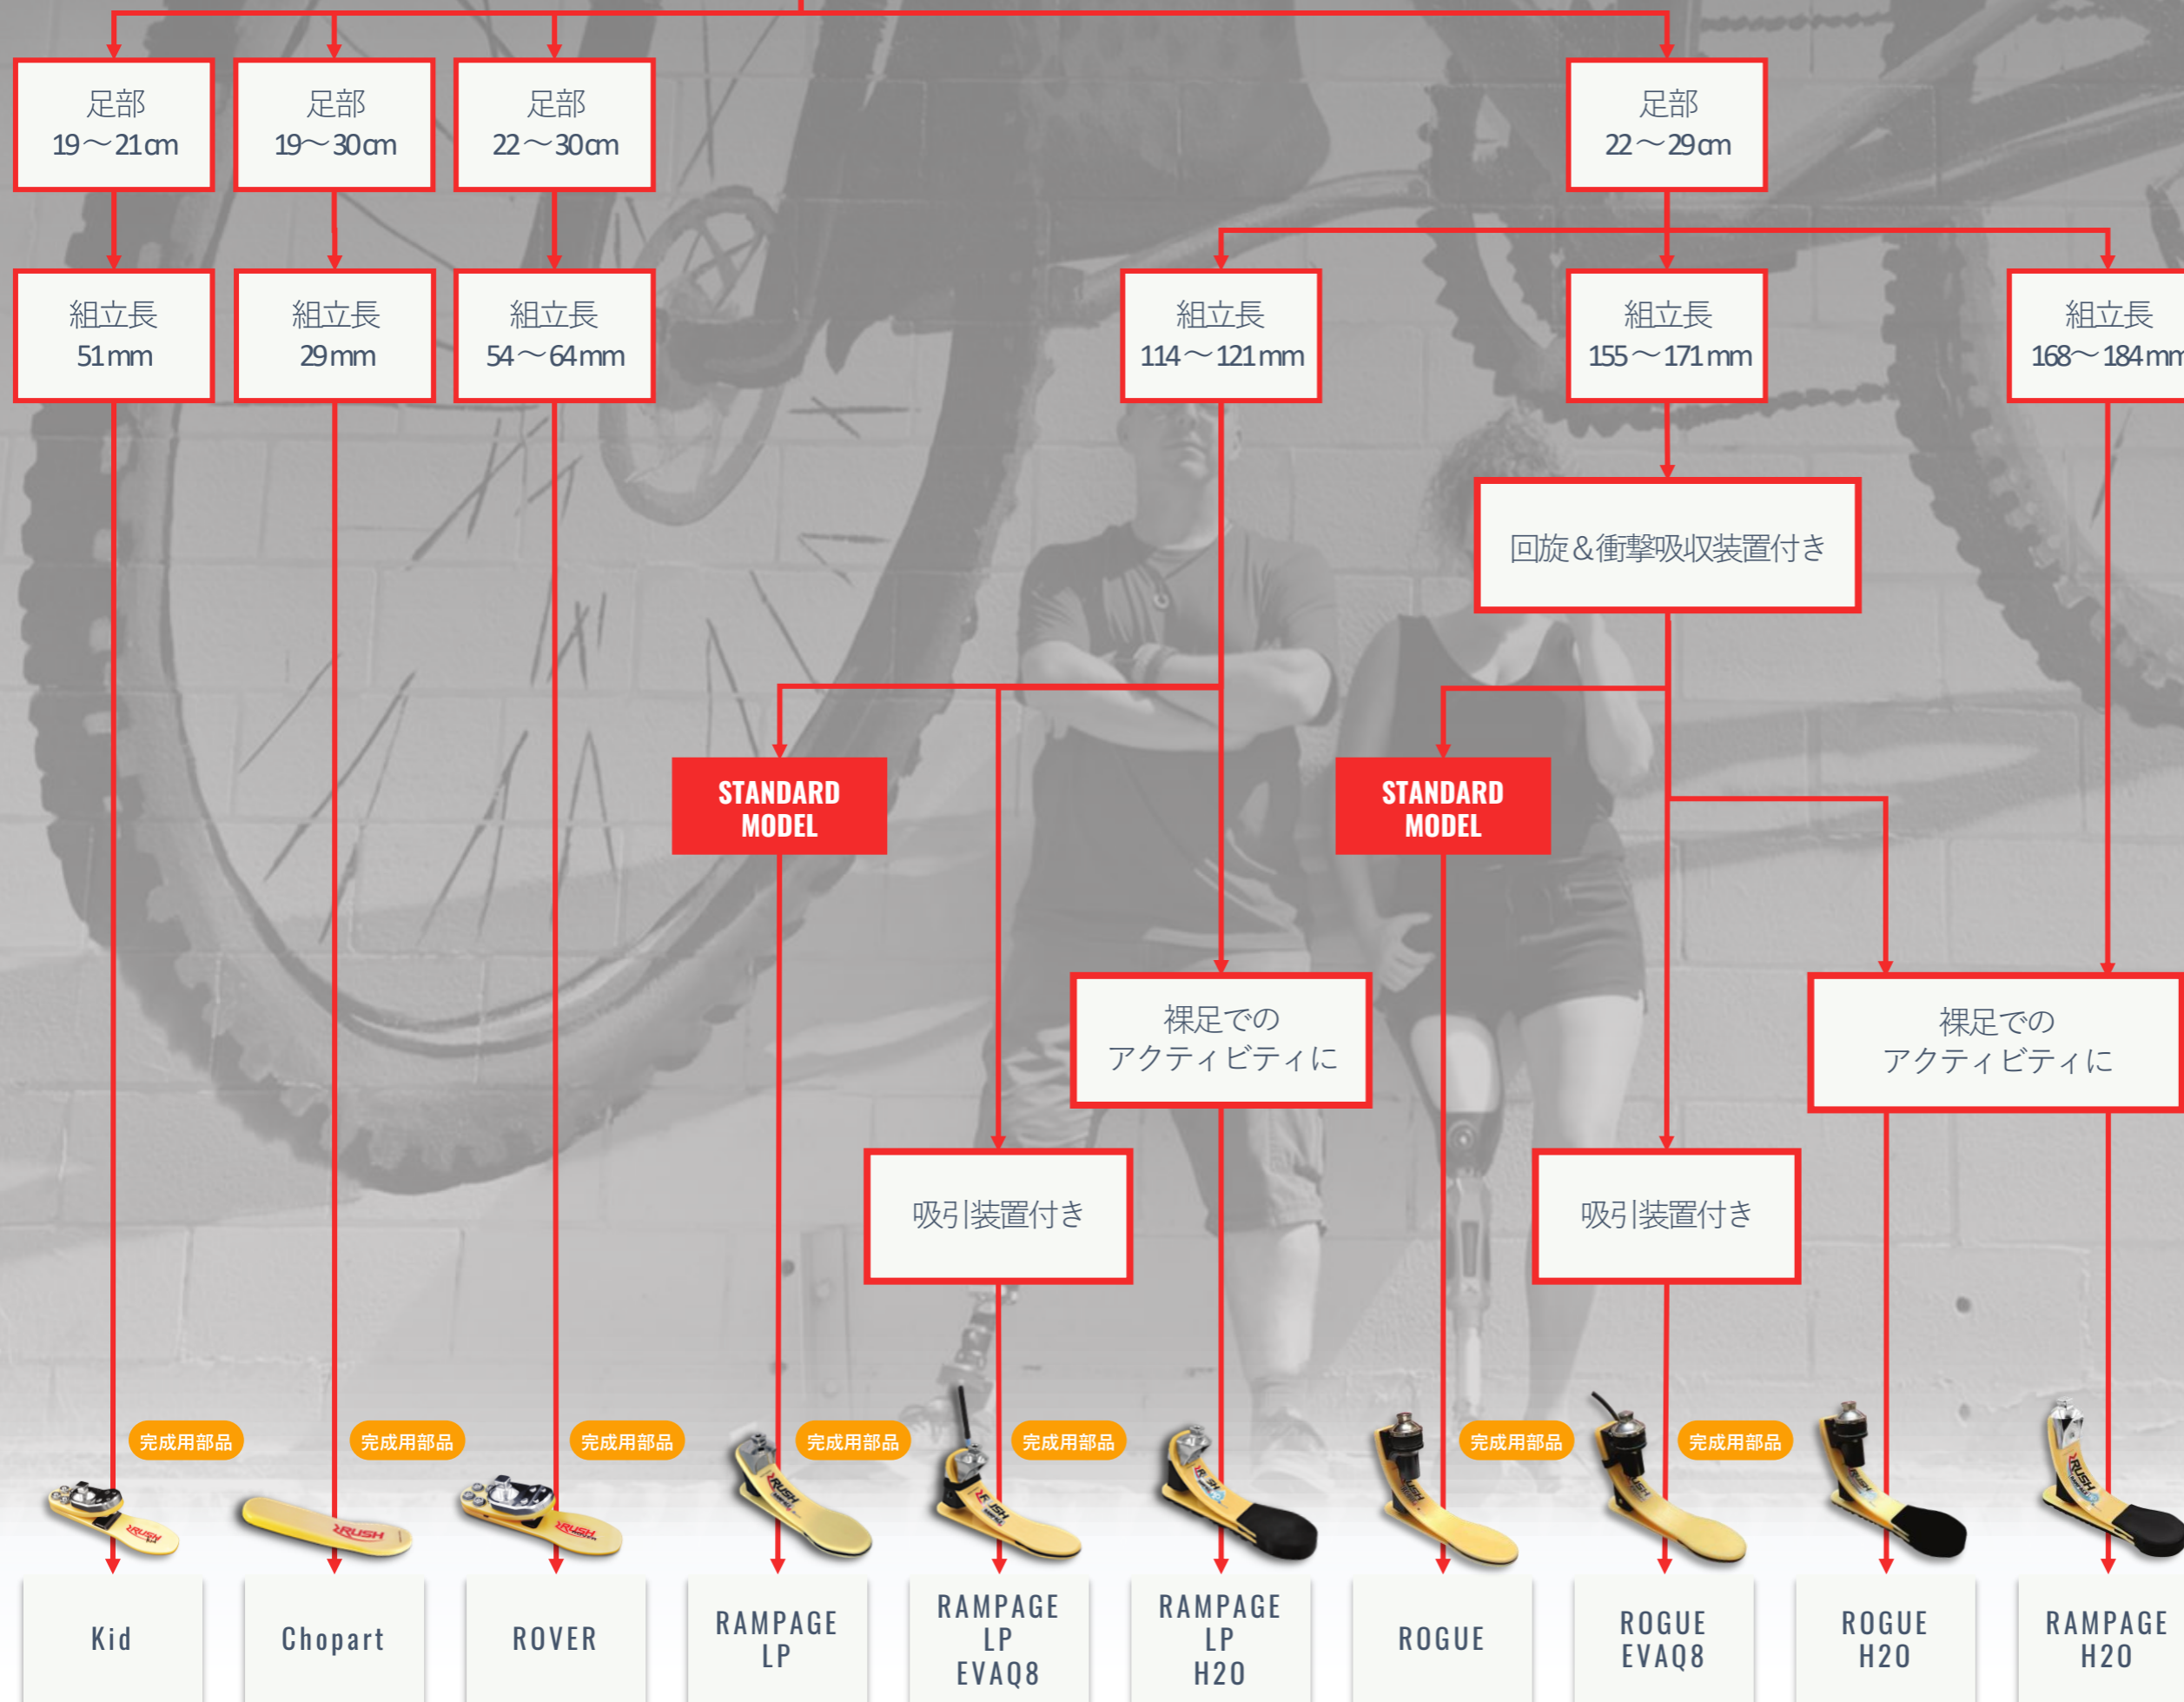 足部
19～21cm
足部
19～30cm
足部
22～30cm
足部
22～29cm
組立長
51mm
組立長
29mm
組立長
54～64mm
組立長
114～121mm
組立長
155～171mm
組立長
168～184mm
回旋&衝撃吸収装置付き
STANDARD
MODEL
STANDARD
MODEL
裸足での
アクティビティに
裸足での
アクティビティに
吸引装置付き
吸引装置付き
完成用部品
完成用部品
完成用部品
完成用部品
完成用部品
完成用部品
完成用部品
RUSH
RUSH
RUSH
RUSH
RUSH
RUSH
RUSH
Kid
Chopart
ROVER
RAMPAGE
LP
RAMPAGE
LP
EVAQ8
RAMPAGE
LP
H2O
ROGUE
ROGUE
EVAQ8
ROGUE
H2O
RAMPAGE
H2O